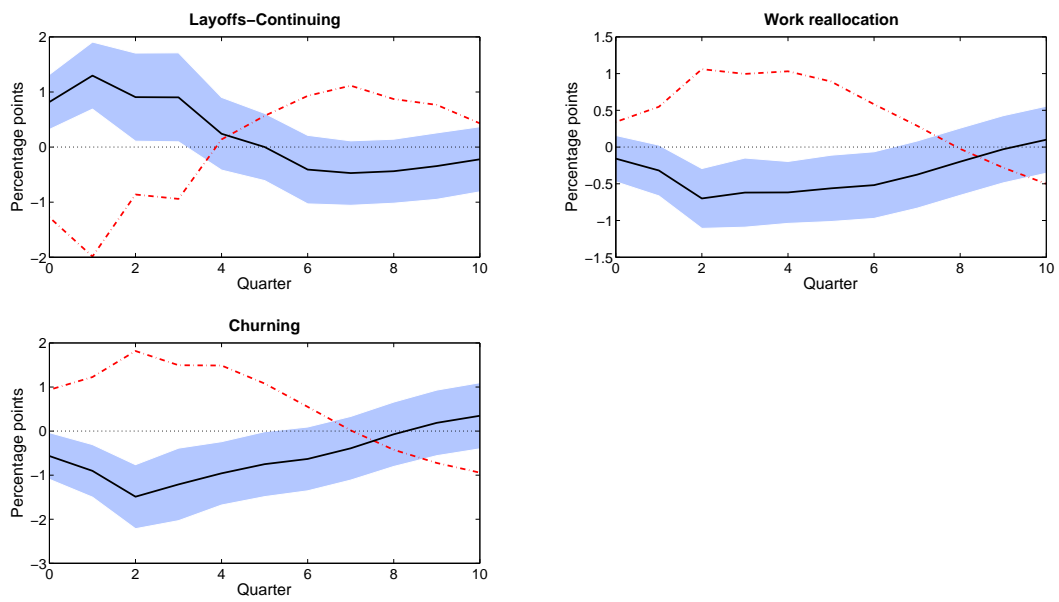 Layoffs−Continuing
Percentage points
2
1
0
−1
−2
0 2 4 6 8 10
Quarter
Work reallocation
Percentage points
1.5
1
0.5
0
−0.5
−1
−1.5
0 2 4 6 8 10
Quarter
Churning
Percentage points
2
1
0
−1
−2
−3
0 2 4 6 8 10
Quarter